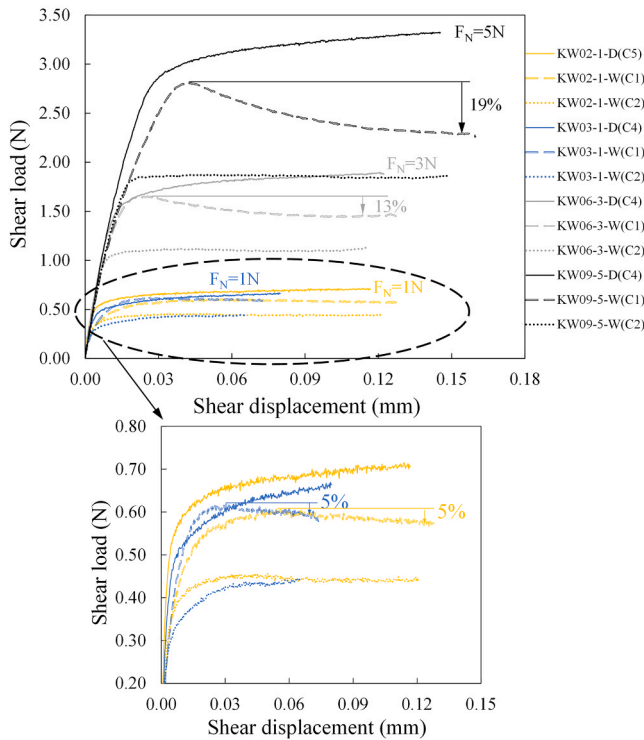 3.50
3.00
2.50
2.00
1.50
1.00
0.50
0.00
Shear load (N)
0.00
0.03
0.06
0.09
0.12
0.15
0.18
Shear displacement (mm)
F_N=5N
19%
F_N=3N
13%
F_N=1N
F_N=1N
KW02-1-D(C5)
KW02-1-W(C1)
KW02-1-W(C2)
KW03-1-D(C4)
KW03-1-W(C1)
KW03-1-W(C2)
KW06-3-D(C4)
KW06-3-W(C1)
KW06-3-W(C2)
KW09-5-D(C4)
KW09-5-W(C1)
KW09-5-W(C2)
0.80
0.70
0.60
0.50
0.40
0.30
0.20
Shear load (N)
5%
5%
0.00
0.03
0.06
0.09
0.12
0.15
Shear displacement (mm)